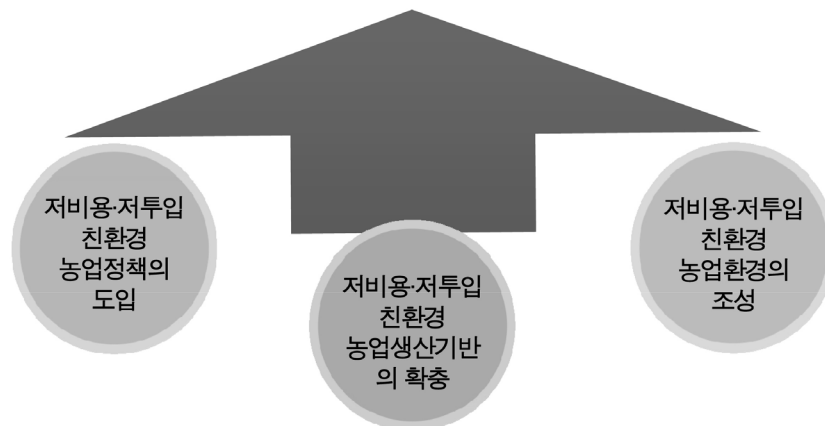 저비용·저투입
친환경
농업정책의
도입
저비용·저투입
친환경
농업생산기반
의 확충
저비용·저투입
친환경
농업환경의
조성